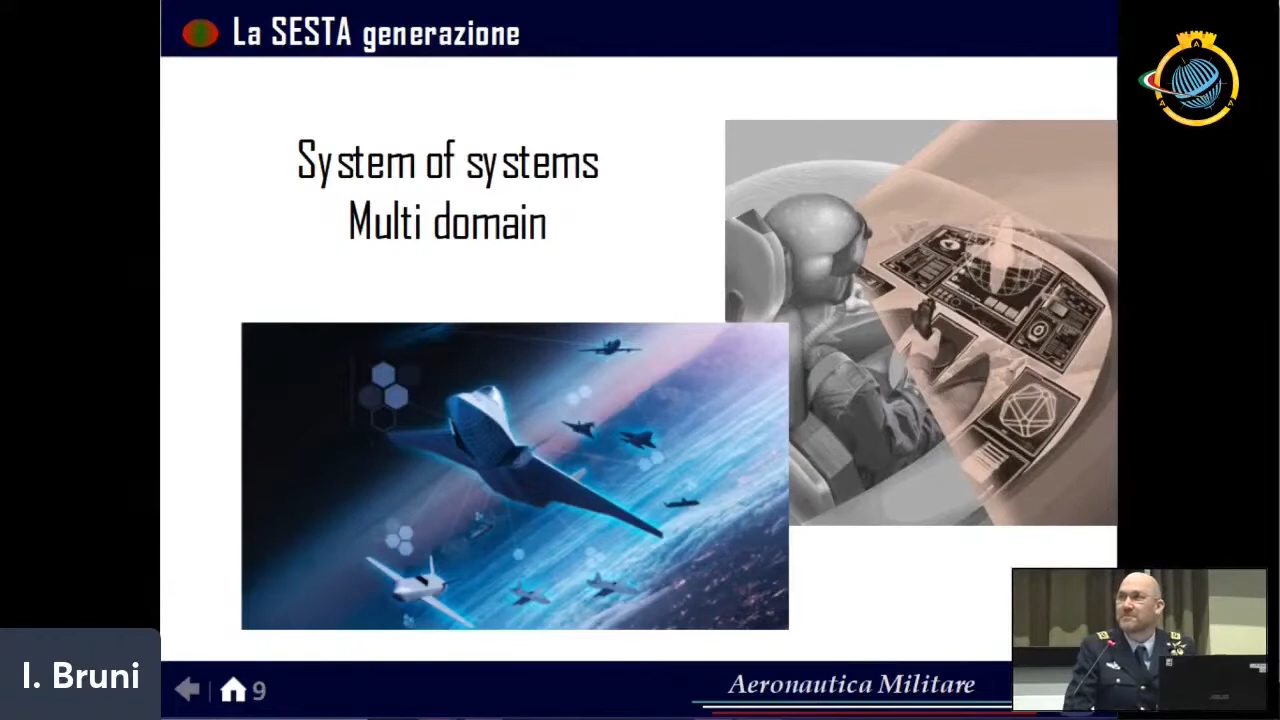 La SESTA generazione
System of systems
Multi domain
I. Bruni
9
Aeronautica Militare